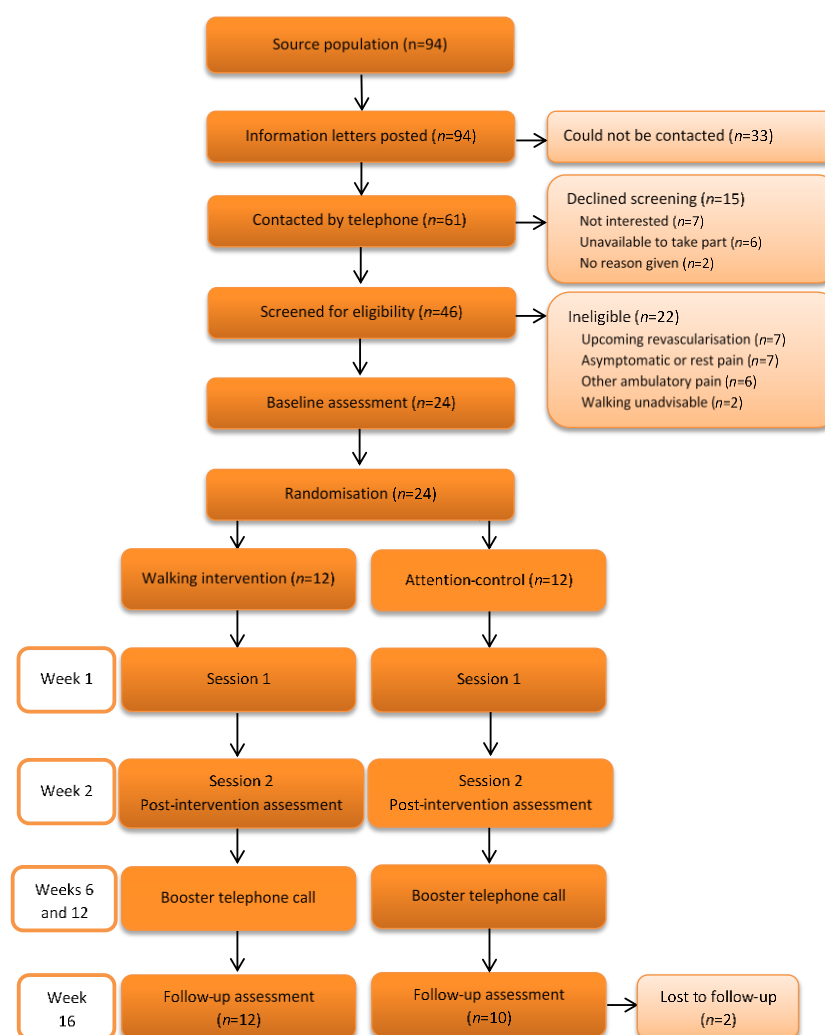 Source population (n=94)
Information letters posted (n=94)
Could not be contacted (n=33)
Contacted by telephone (n=61)
Declined screening (n=15)
Not interested (n=7)
Unavailable to take part (n=6)
No reason given (n=2)
Screened for eligibility (n=46)
Ineligible (n=22)
Upcoming revascularisation (n=7)
Asymptomatic or rest pain (n=7)
Other ambulatory pain (n=6)
Walking unadvisable (n=2)
Baseline assessment (n=24)
Randomisation (n=24)
Walking intervention (n=12)
Attention-control (n=12)
Week 1
Session 1
Session 1
Week 2
Session 2
Post-intervention assessment
Session 2
Post-intervention assessment
Weeks 6
and 12
Booster telephone call
Booster telephone call
Week
16
Follow-up assessment
(n=12)
Follow-up assessment
(n=10)
Lost to follow-up
(n=2)